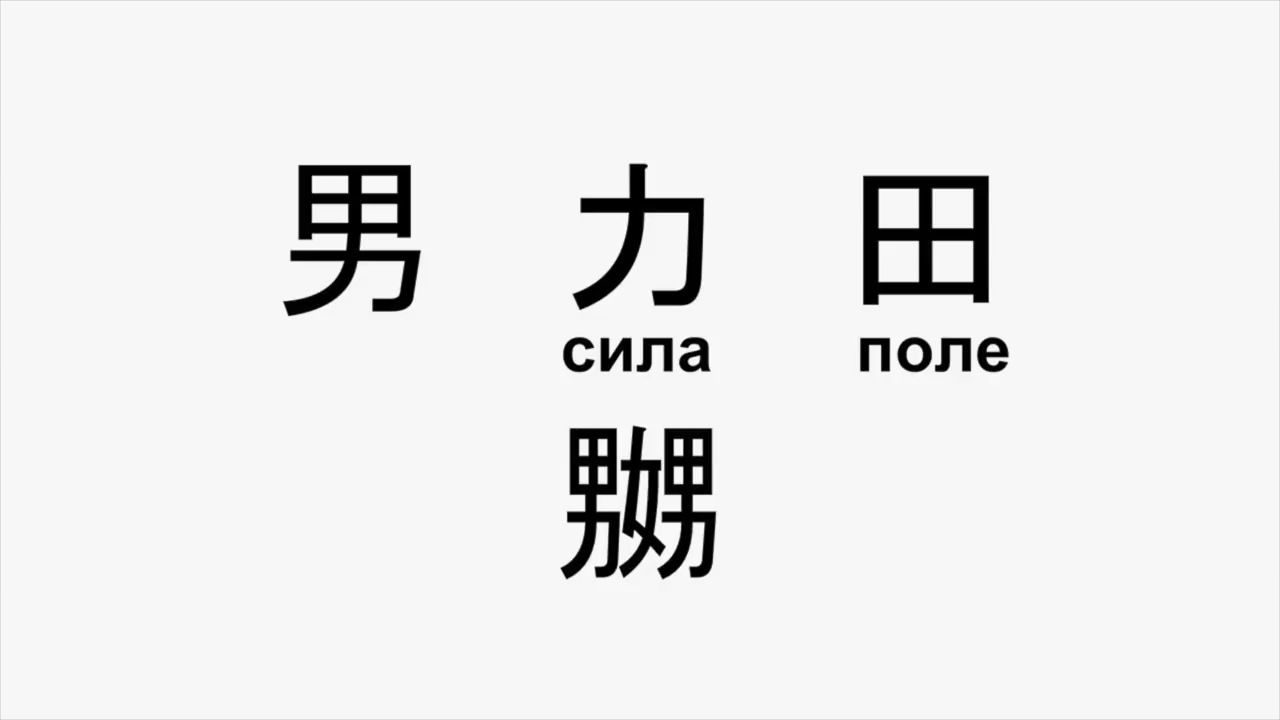 男 力 田
сила поле
嬲